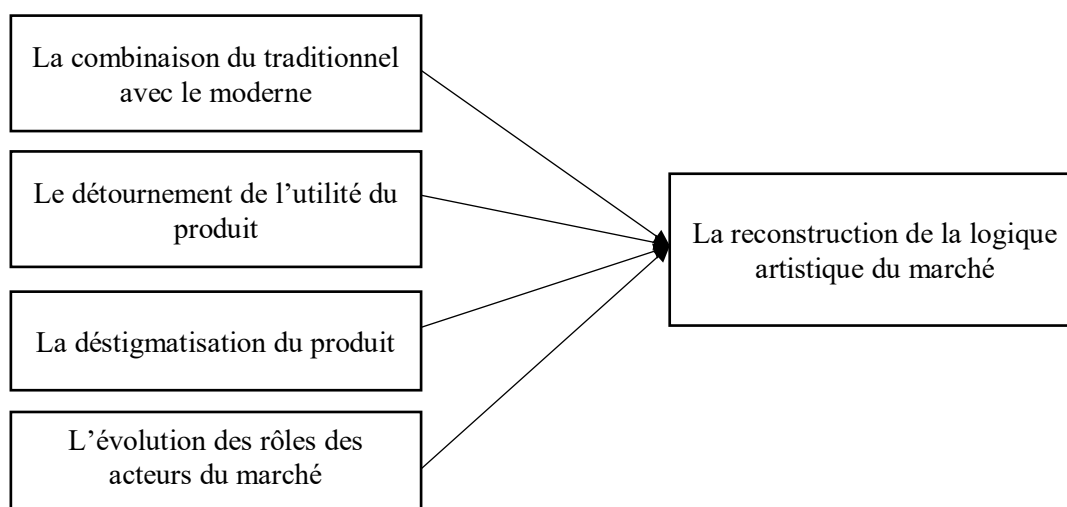 La combinaison du traditionnel
avec le moderne
Le détournement de l’utilité du
produit
La déstigmatisation du produit
L’évolution des rôles des
acteurs du marché
La reconstruction de la logique
artistique du marché